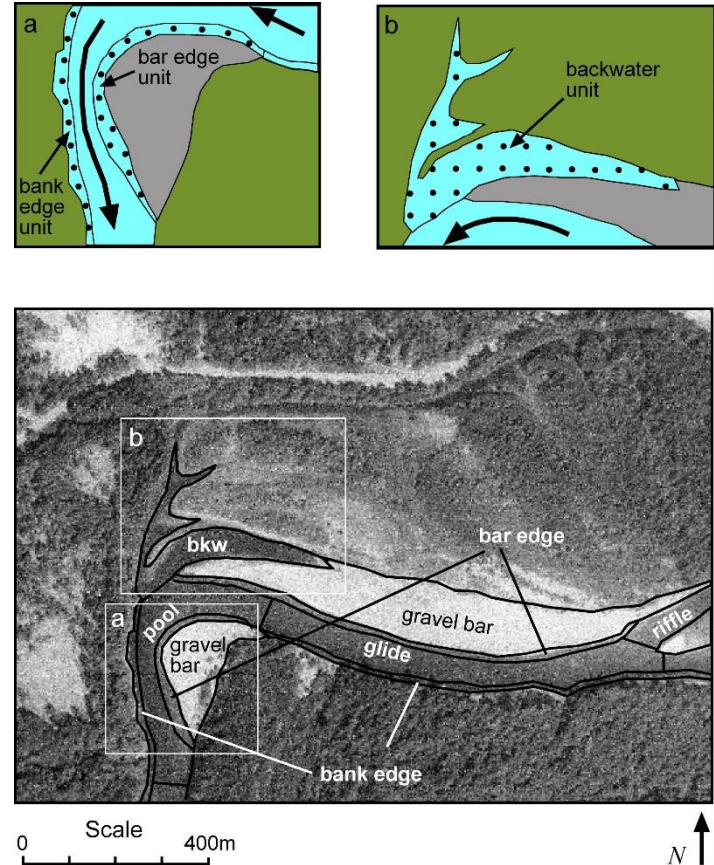 a
bar edge
unit
bank
edge
unit
b
backwater
unit
b
bkw
bar edge
a
pool
gravel
bar
gravel bar
riffle
glide
bank edge
Scale
0 400m
N